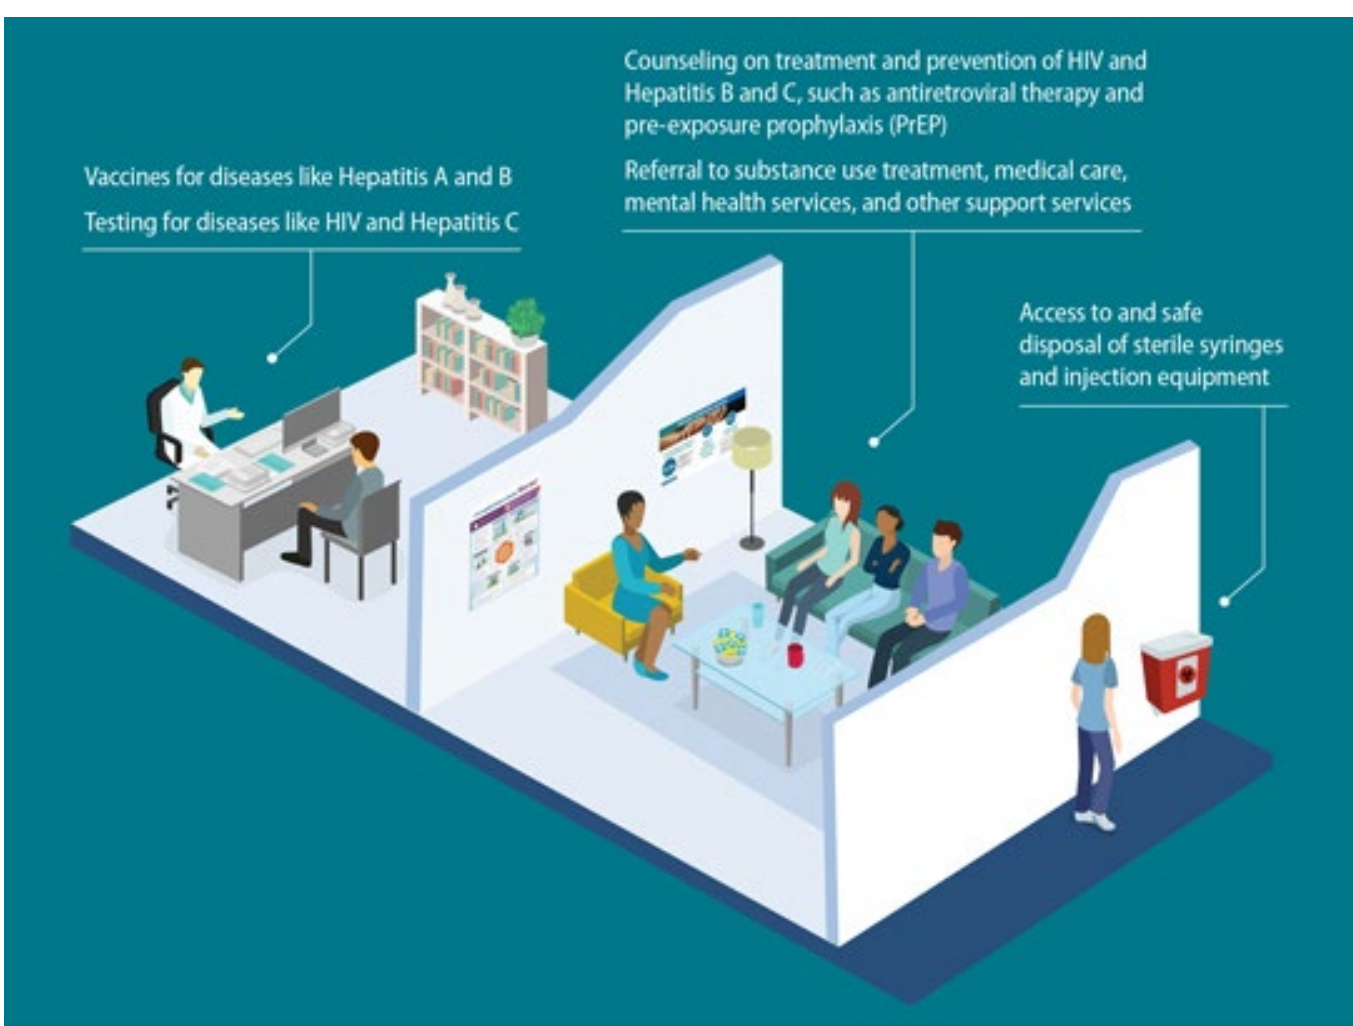 Vaccines for diseases like Hepatitis A and B
Testing for diseases like HIV and Hepatitis C
Counseling on treatment and prevention of HIV and
Hepatitis B and C, such as antiretroviral therapy and
pre-exposure prophylaxis (PrEP)
Referral to substance use treatment, medical care,
mental health services, and other support services
Access to and safe
disposal of sterile syringes
and injection equipment